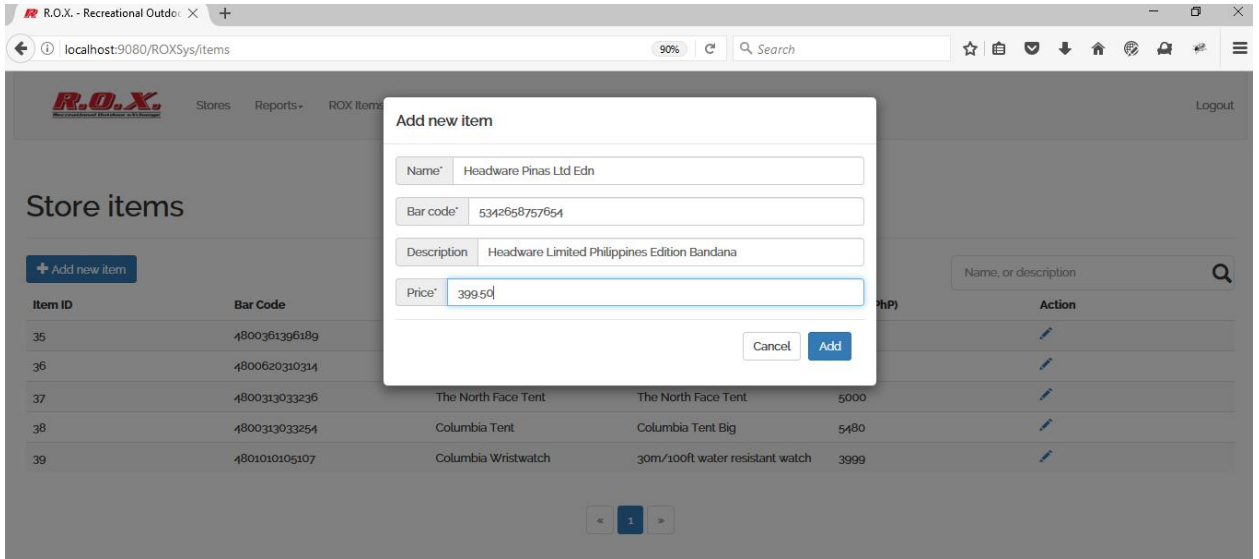 R.O.X. - Recreational Outdoo
localhost:9080/ROXSys/items 90% Search
R.O.X. Stores Reports ROX Items Logout
Recreational Outdoor eXchange
Add new item
Name* Headware Pinas Ltd Edn
Bar code* 5342658757654
Description Headware Limited Philippines Edition Bandana
Price* 399.50
Cancel Add
Store items
Add new item Name, or description
Item ID Bar Code PhP) Action
35 4800361396189
36 4800620310314
37 4800313033236 The North Face Tent The North Face Tent 5000
38 4800313033254 Columbia Tent Columbia Tent Big 5480
39 4801010105107 Columbia Wristwatch 30m/100ft water resistant watch 3999
« 1 »